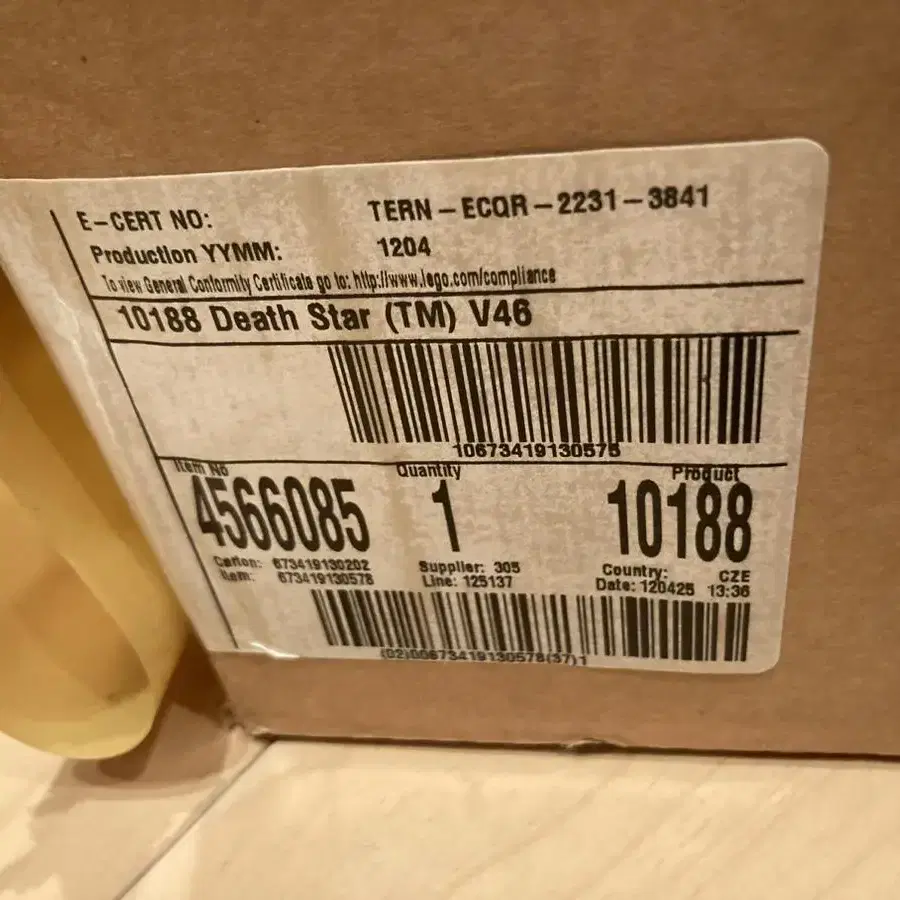 E-CERT NO: TERN-ECQR-2231-3841
Production YYMM: 1204
To view General Conformity Certificate go to: http://www.lego.com/compliance
10188 Death Star (TM) V46
10673419130575
Item No Quantity Product
4566085 1 10188
Carton: 673419130202 Supplier: 305 Country: CZE
Item: 673419130578 Line: 125137 Date: 120425 13:36
(02)00673419130578(37)1